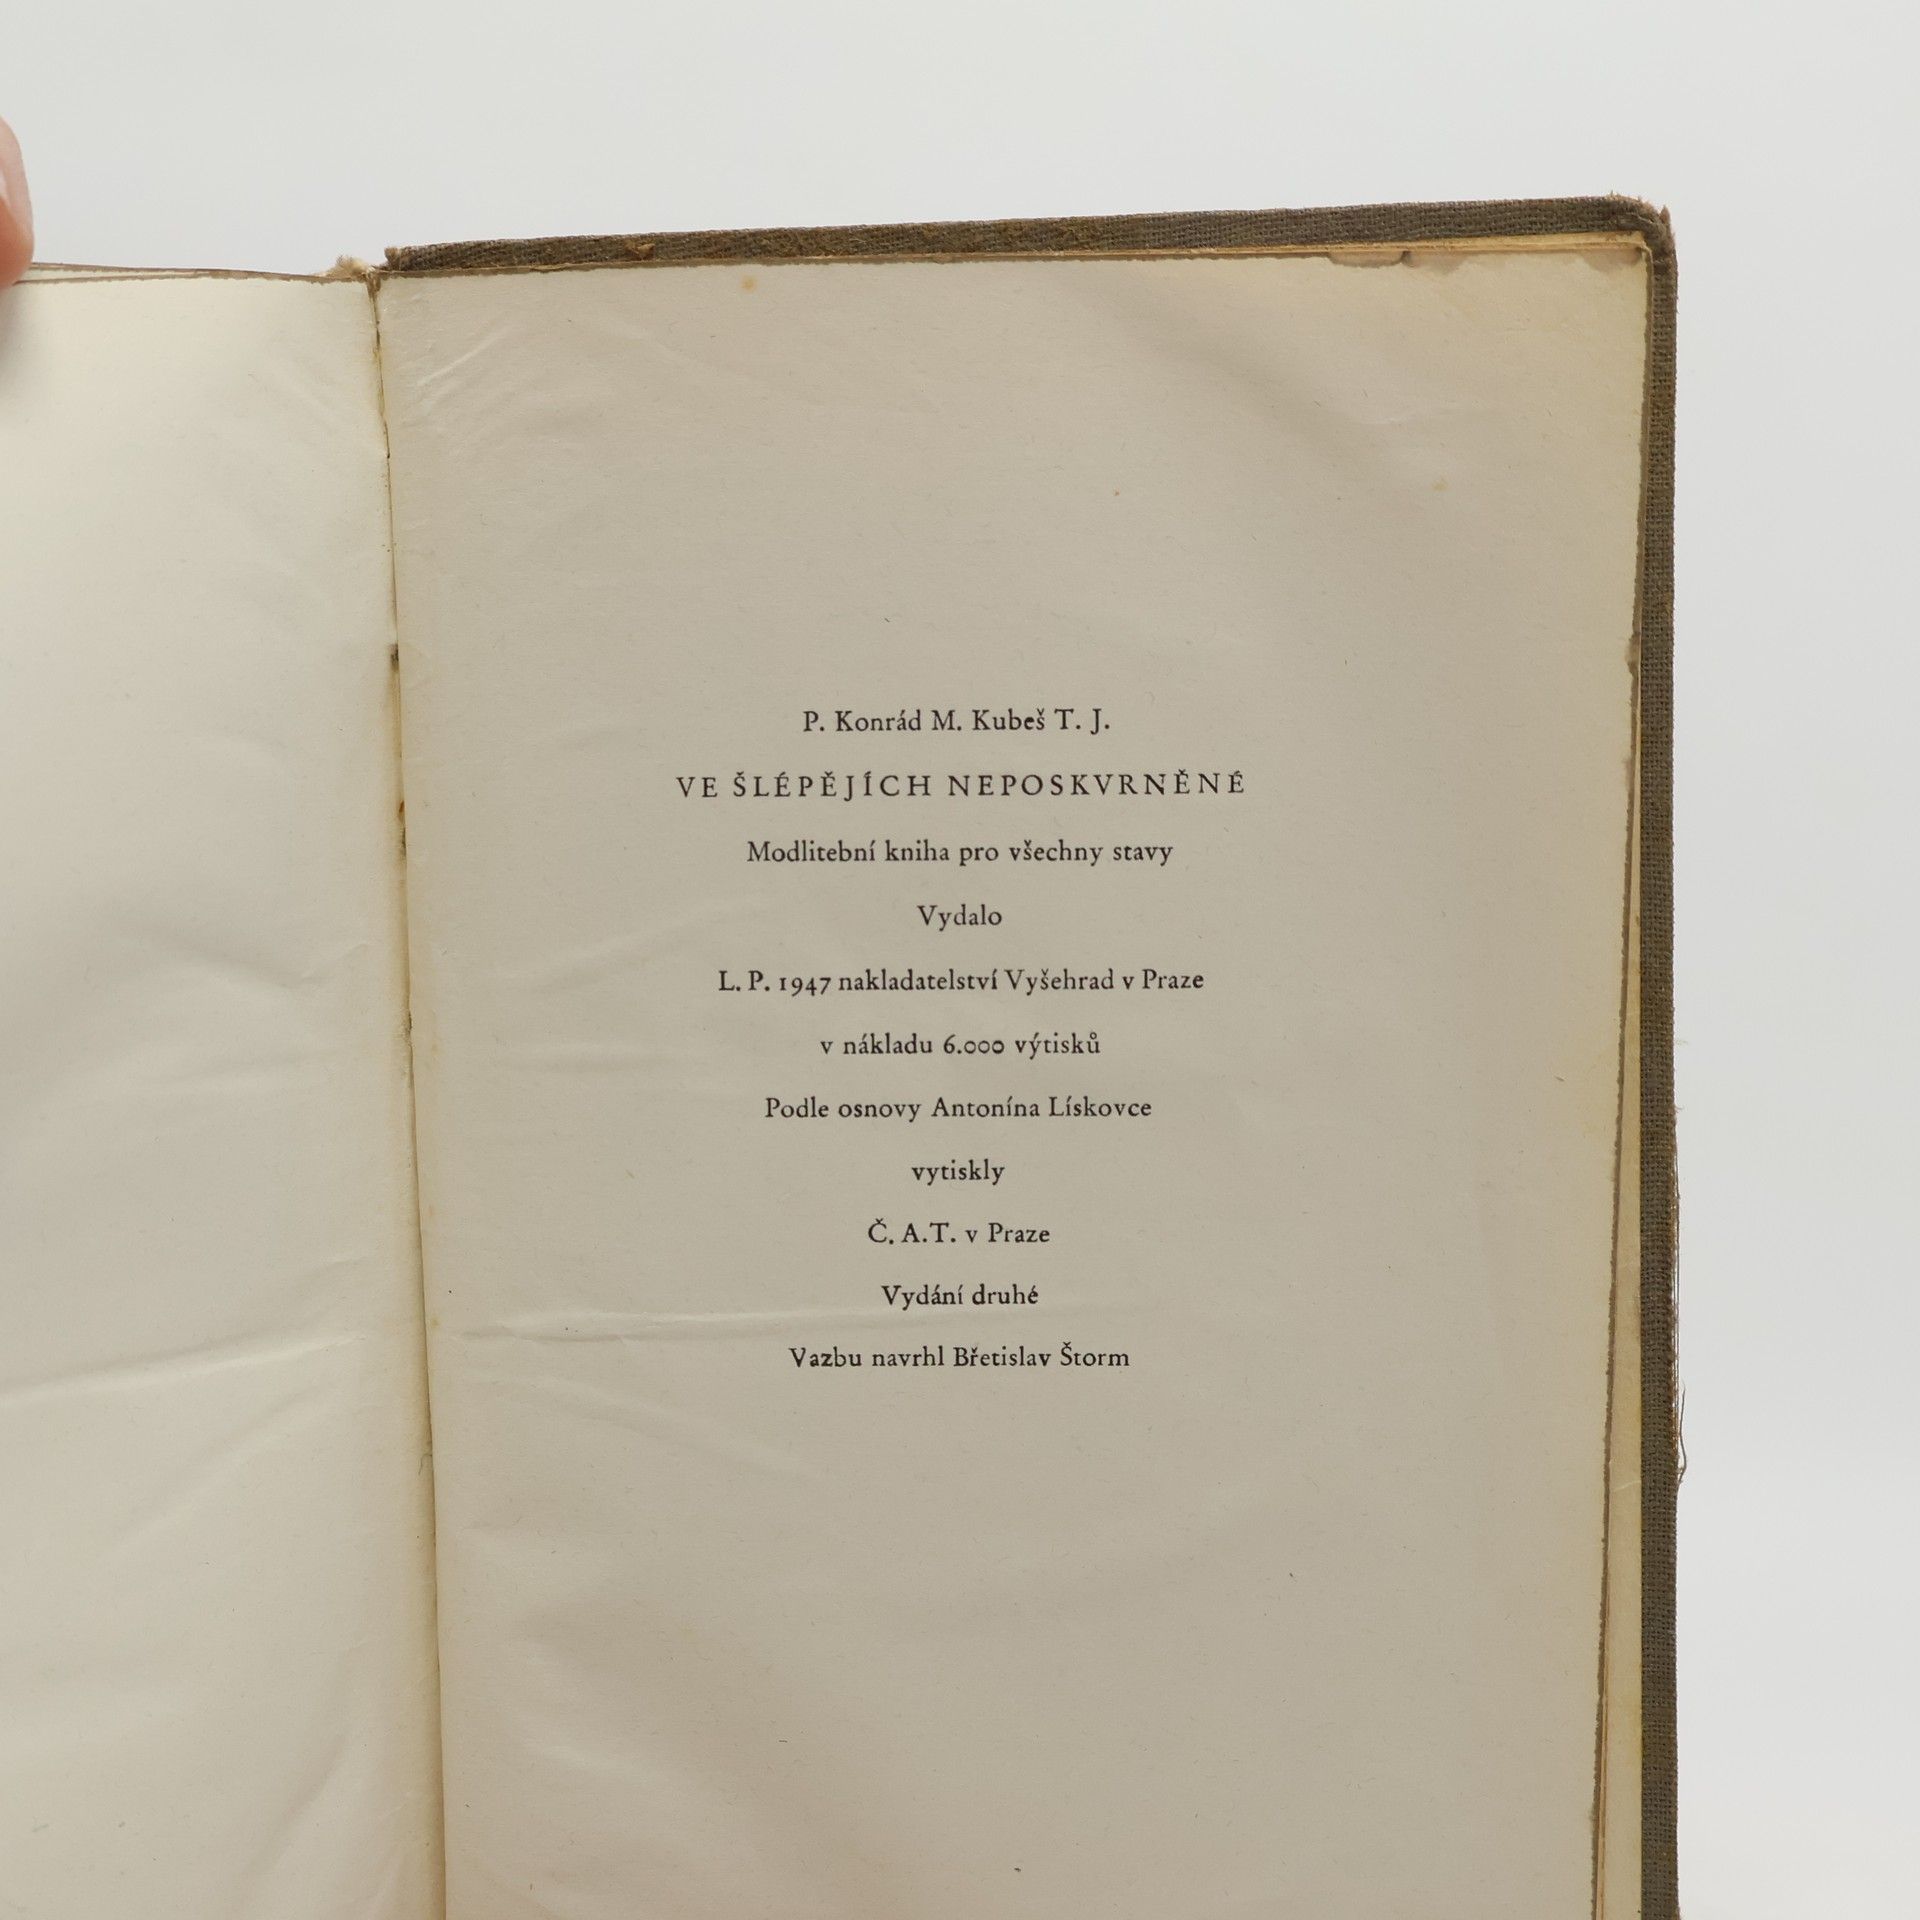 P. Konrád M. Kubeš T. J.
VE ŠLÉPĚJÍCH NEPOSKVRNĚNÉ
Modlitební kniha pro všechny stavy
Vydalo
L. P. 1947 nakladatelství Vyšehrad v Praze
v nákladu 6.000 výtisků
Podle osnovy Antonína Lískovce
vytiskly
Č. A.T. v Praze
Vydání druhé
Vazbu navrhl Břetislav Štorm